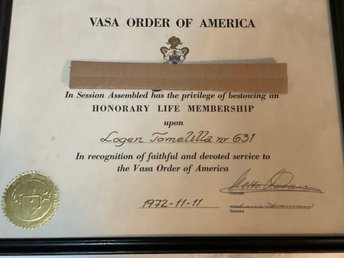 VASA ORDER OF AMERICA
In Session Assembled has the privilege of bestowing an
HONORARY LIFE MEMBERSHIP
upon
Logen Tomelilla nr 631
In recognition of faithful and devoted service to
the Vasa Order of America
1972-11-11
Secretary